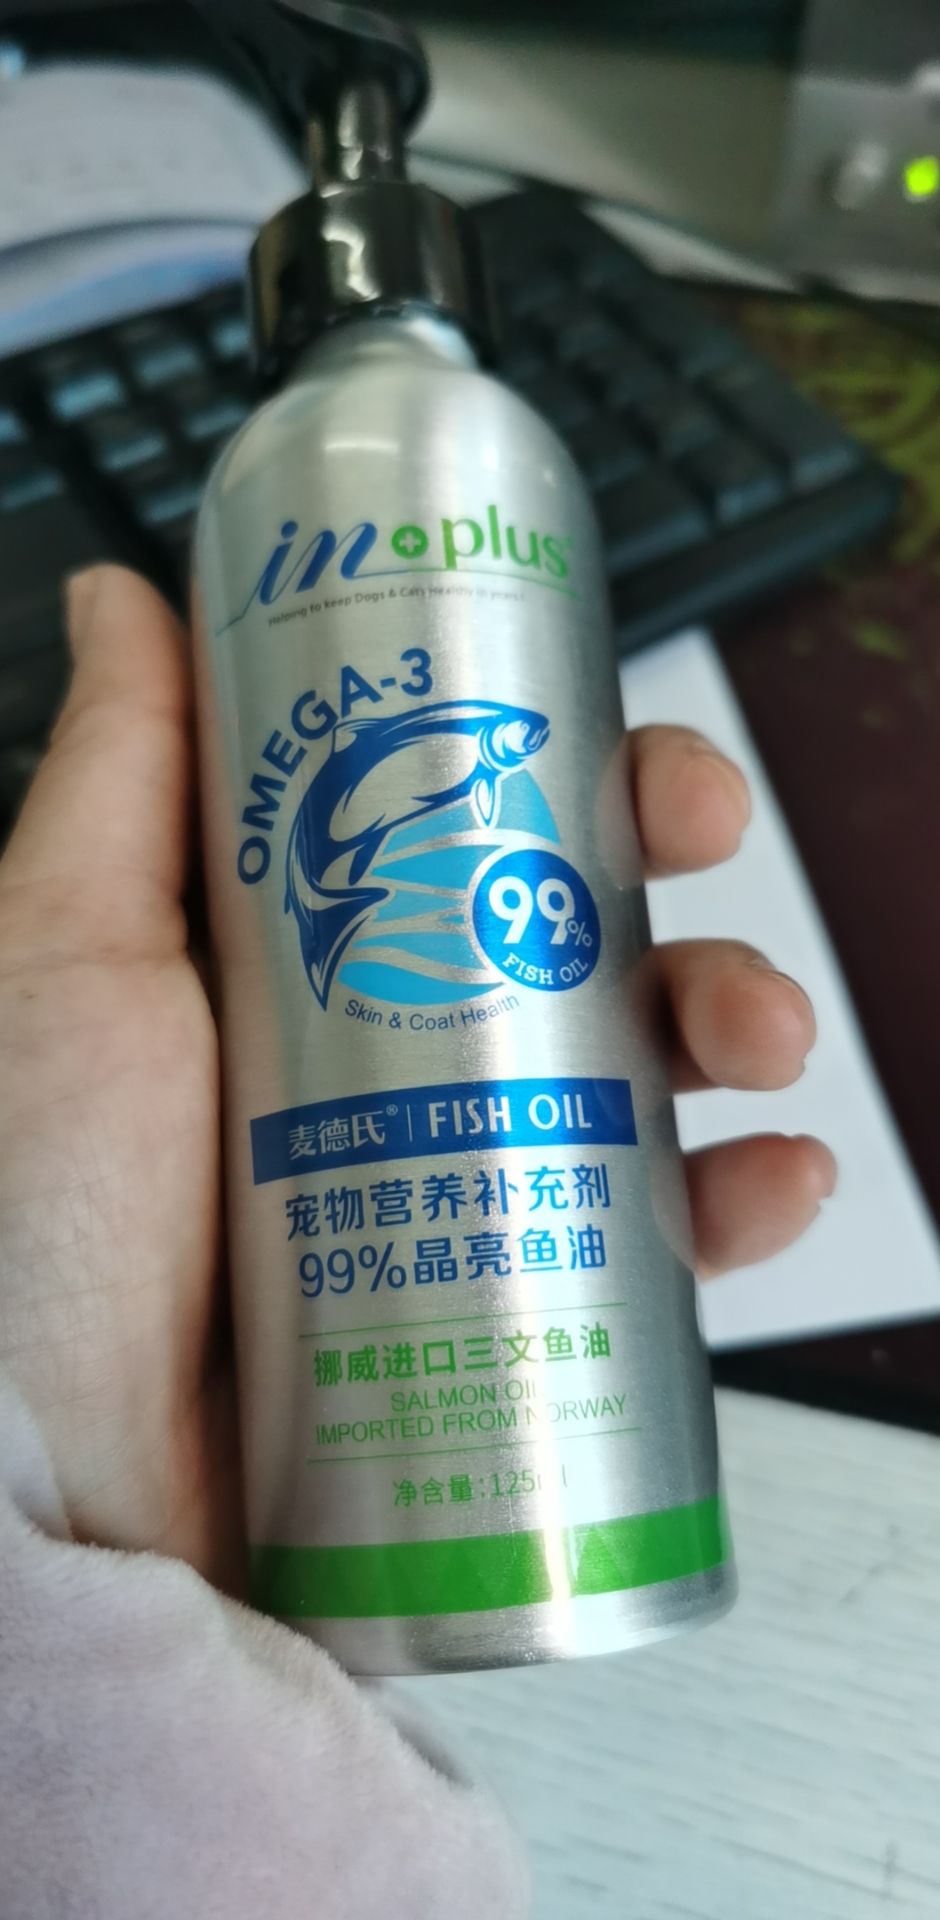 in plus
Helping to keep Dogs & Cats Healthy in years!
OMEGA-3
99%
FISH OIL
Skin & Coat Health
麦德氏® | FISH OIL
宠物营养补充剂
99%晶亮鱼油
挪威进口三文鱼油
SALMON OIL
IMPORTED FROM NORWAY
净含量:125ml